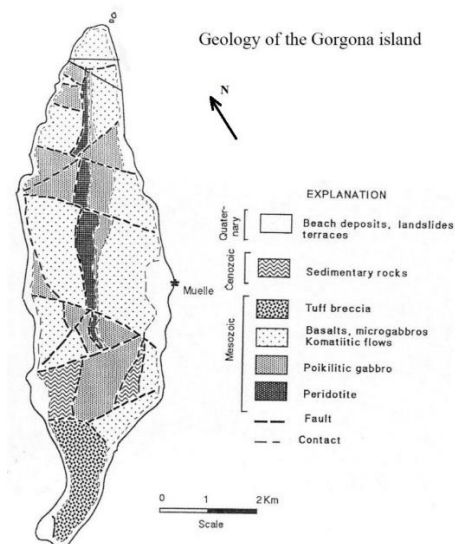 Geology of the Gorgona island
N
EXPLANATION
Quater-
nary
Beach deposits, landslides
terraces
Cenozoic
Sedimentary rocks
Mesozoic
Tuff breccia
Basalts, microgabbros
Komatiitic flows
Poikilitic gabbro
Peridotite
Fault
Contact
Muelle
0 1 2 Km
Scale